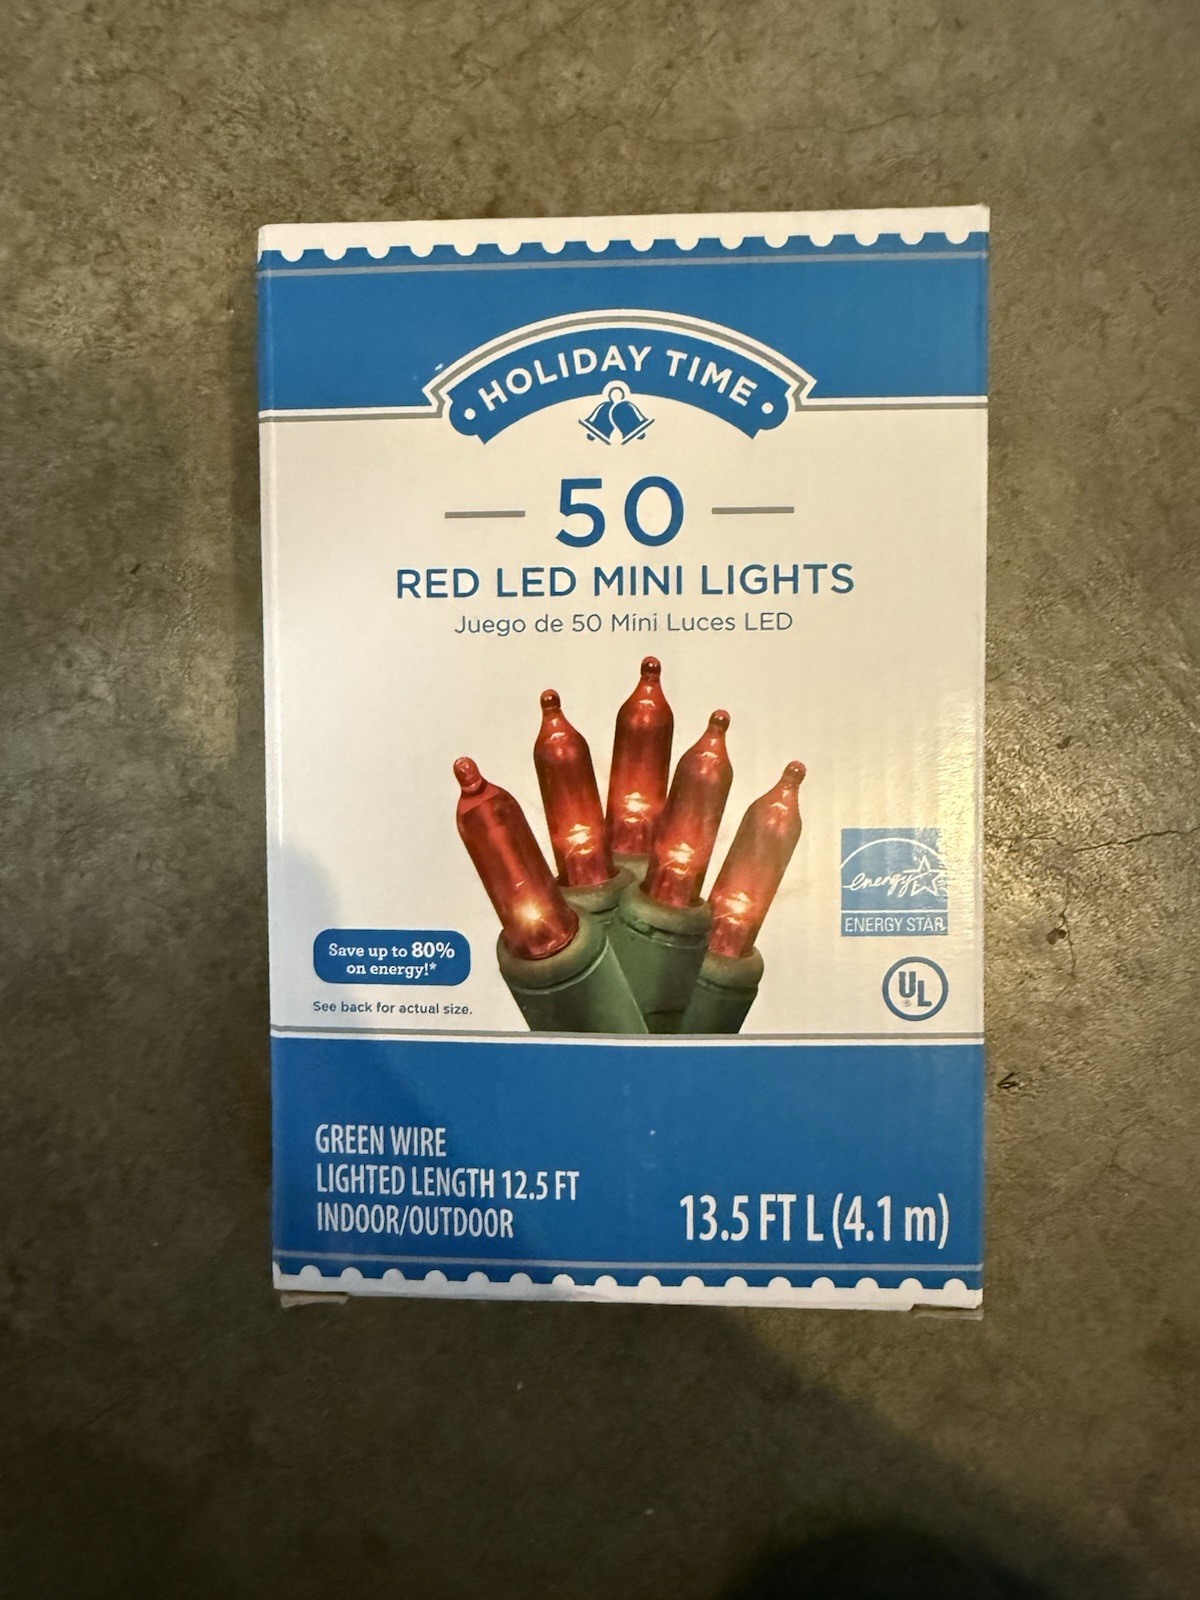 HOLIDAY TIME
50
RED LED MINI LIGHTS
Juego de 50 Mini Luces LED
energy
ENERGY STAR
Save up to 80%
on energy!*
UL
®
See back for actual size.
GREEN WIRE
LIGHTED LENGTH 12.5 FT
INDOOR/OUTDOOR
13.5 FT L (4.1 m)